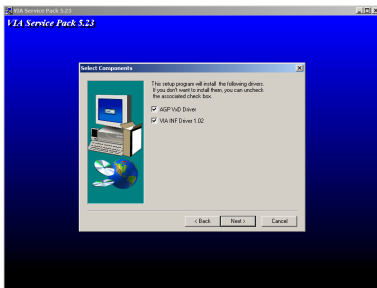 VIA Service Pack 5.23
VIA Service Pack 5.23
Select Components
This setup program will install the following drivers.
If you don't want to install them, you can uncheck
the associated check box.
AGP VxD Driver
VIA INF Driver 1.02
< Back
Next >
Cancel